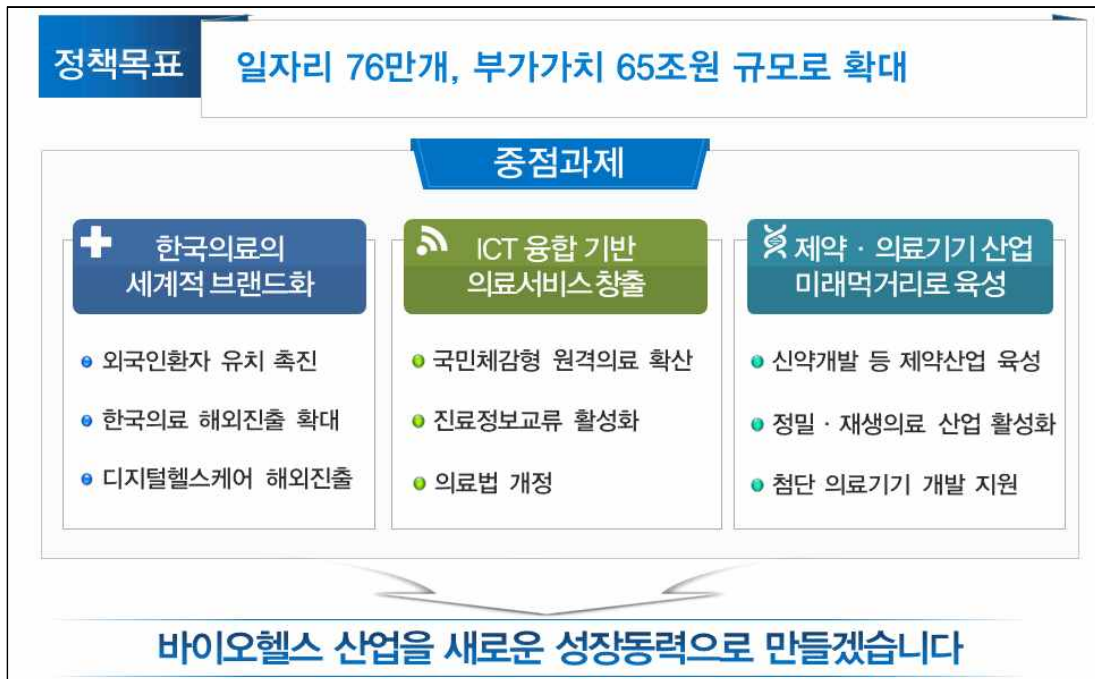 정책목표
일자리 76만개, 부가가치 65조원 규모로 확대
중점과제
한국의료의
세계적 브랜드화
외국인환자 유치 촉진
한국의료 해외진출 확대
디지털헬스케어 해외진출
ICT 융합 기반
의료서비스 창출
국민체감형 원격의료 확산
진료정보교류 활성화
의료법 개정
제약 · 의료기기 산업
미래먹거리로 육성
신약개발 등 제약산업 육성
정밀 · 재생의료 산업 활성화
첨단 의료기기 개발 지원
바이오헬스 산업을 새로운 성장동력으로 만들겠습니다